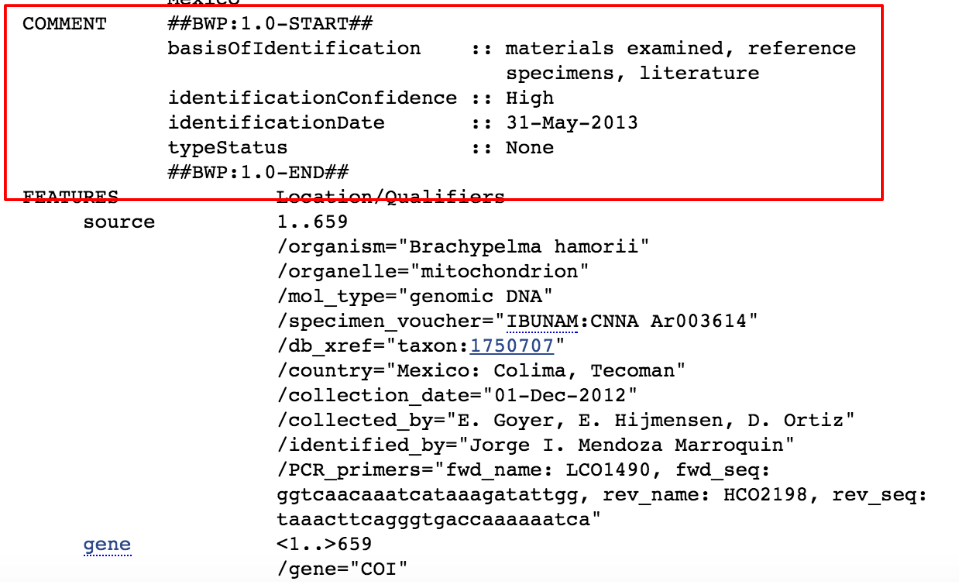 Mexico
COMMENT ##BWP:1.0-START##
basisOfIdentification :: materials examined, reference
specimens, literature
identificationConfidence :: High
identificationDate :: 31-May-2013
typeStatus :: None
##BWP:1.0-END##
FEATURES Location/Qualifiers
source 1..659
/organism="Brachypelma hamorii"
/organelle="mitochondrion"
/mol_type="genomic DNA"
/specimen_voucher="IBUNAM:CNNA Ar003614"
/db_xref="taxon:1750707"
/country="Mexico: Colima, Tecoman"
/collection_date="01-Dec-2012"
/collected_by="E. Goyer, E. Hijmensen, D. Ortiz"
/identified_by="Jorge I. Mendoza Marroquin"
/PCR_primers="fwd_name: LCO1490, fwd_seq:
ggtcaacaaatcataaagatattgg, rev_name: HCO2198, rev_seq:
taaacttcagggtgaccaaaaaatca"
gene <1..>659
/gene="COI"